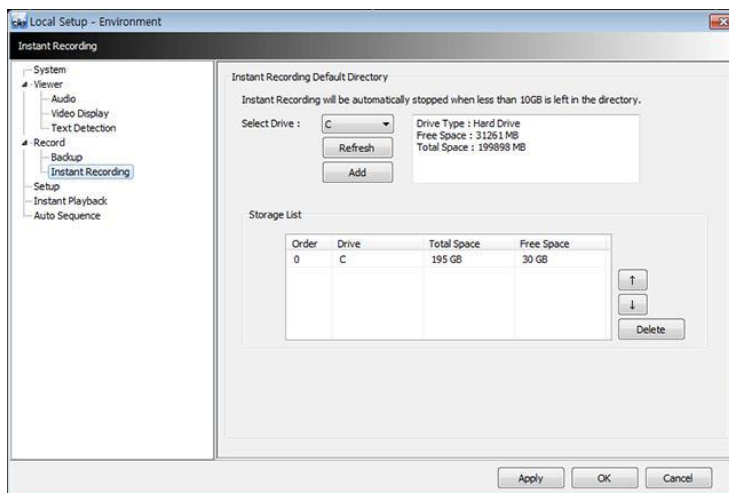 Local Setup - Environment
Instant Recording
System
Viewer
Audio
Video Display
Text Detection
Record
Backup
Instant Recording
Setup
Instant Playback
Auto Sequence
Instant Recording Default Directory
Instant Recording will be automatically stopped when less than 10GB is left in the directory.
Select Drive : C
Refresh
Add
Drive Type : Hard Drive
Free Space : 31261 MB
Total Space : 199898 MB
Storage List
Order Drive Total Space Free Space
0 C 195 GB 30 GB
↑
↓
Delete
Apply OK Cancel